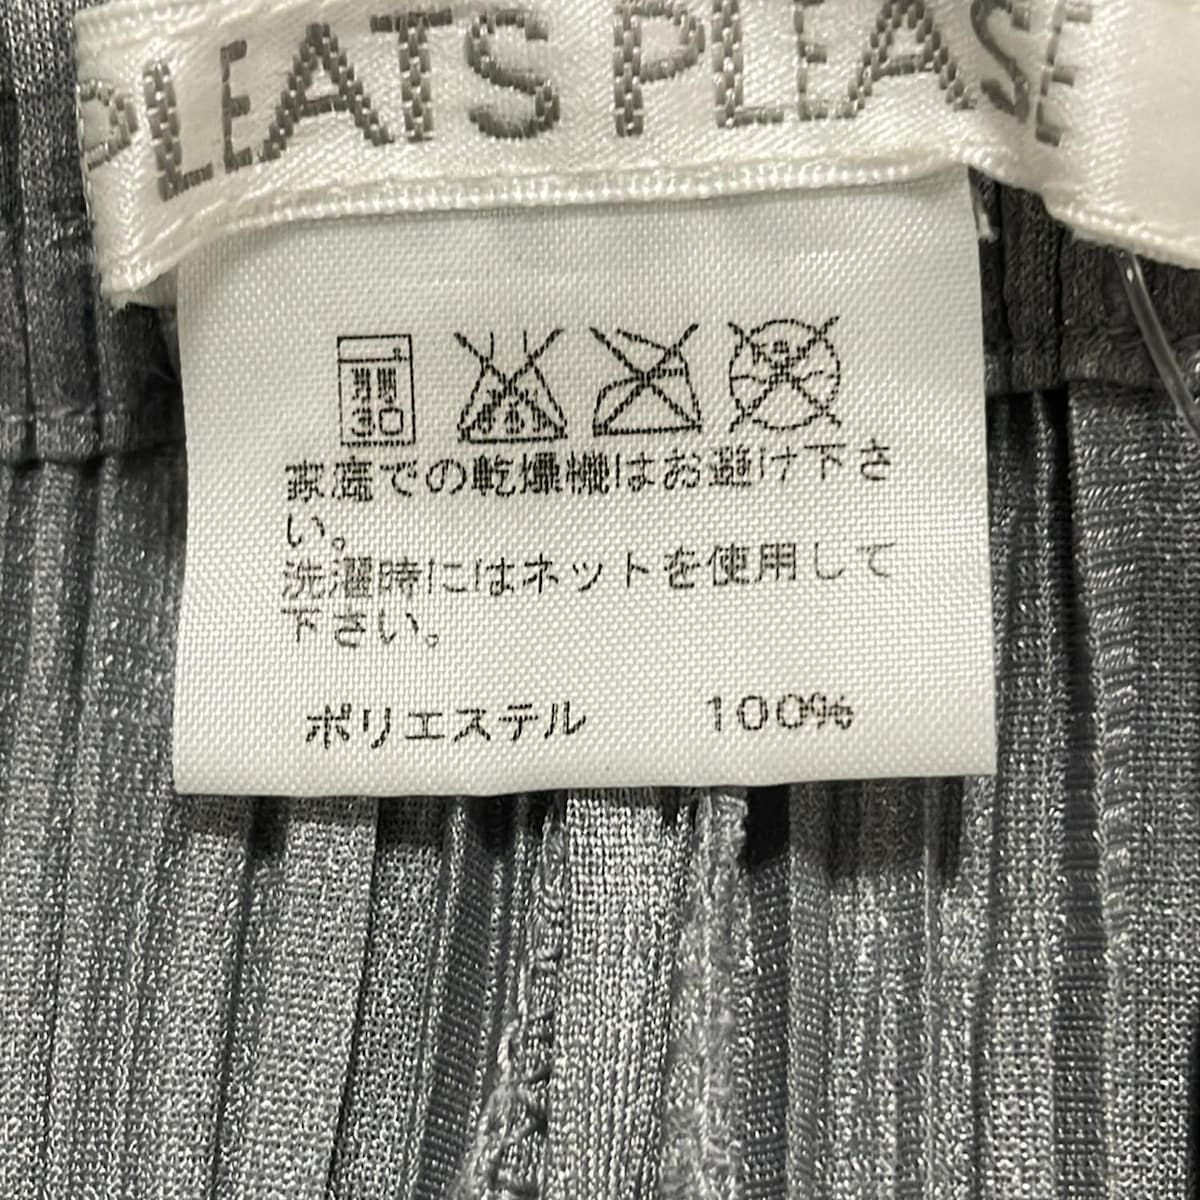 PLEATS PLEASE
弱
30
家庭での乾燥機はお避け下さ
い。
洗濯時にはネットを使用して
下さい。
ポリエステル 100%